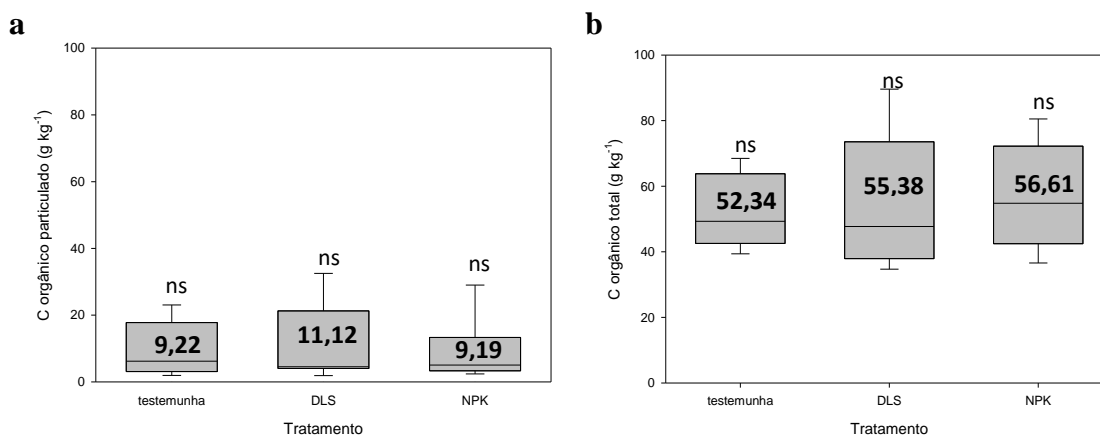 a
100
80
60
40
20
0
C orgânico particulado (g kg⁻¹)
ns
ns
ns
9,22
11,12
9,19
testemunha DLS NPK
Tratamento
b
100
80
60
40
20
0
C orgânico total (g kg⁻¹)
ns
ns
ns
52,34
55,38
56,61
testemunha DLS NPK
Tratamento